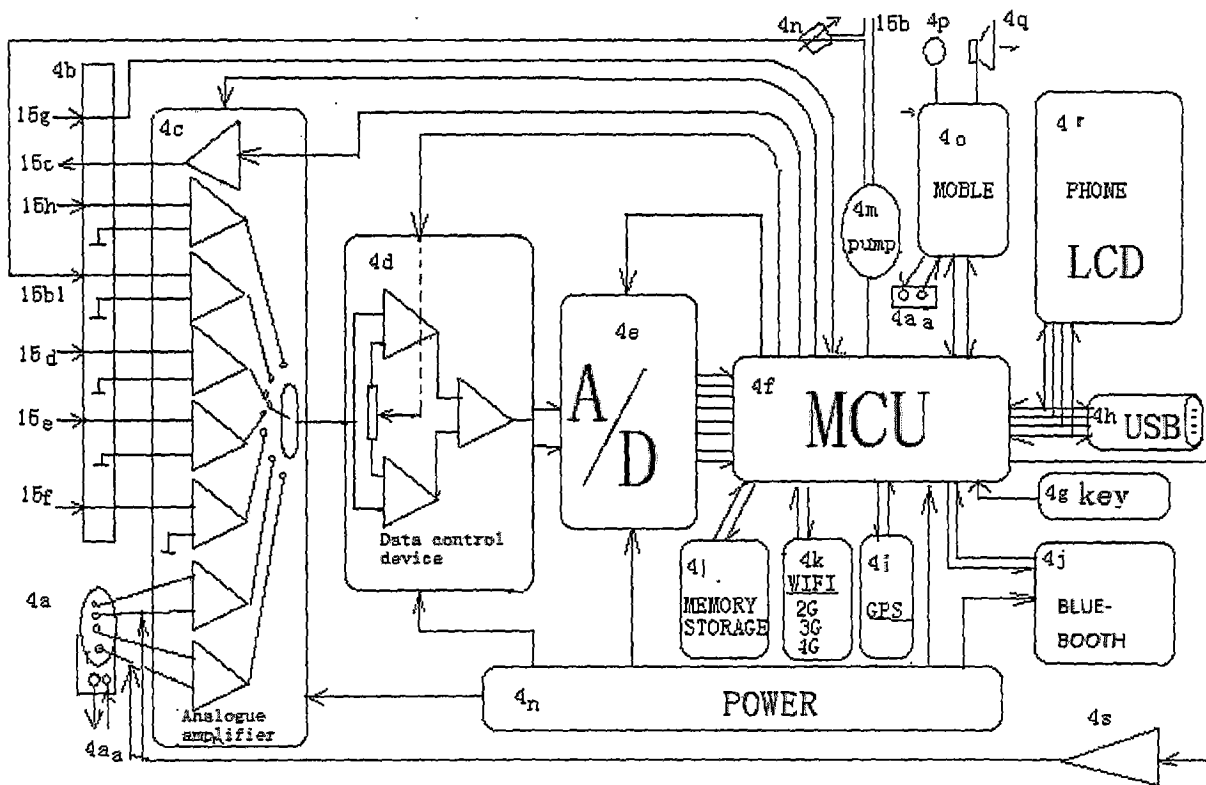 4n
15b
4p
4q
4b
15g
4c
15c
15h
15b1
15d
15e
15f
4a
4aa
Analogue
amplifier
4d
Data control
device
4e
A/D
4m
pump
4o
MOBLE
4aa
4r
PHONE
LCD
4f
MCU
4h
USB
4g key
4l
MEMORY
STORAGE
4k
WIFI
2G
3G
4G
4i
GPS
4j
BLUE-
BOOTH
4n
POWER
4s